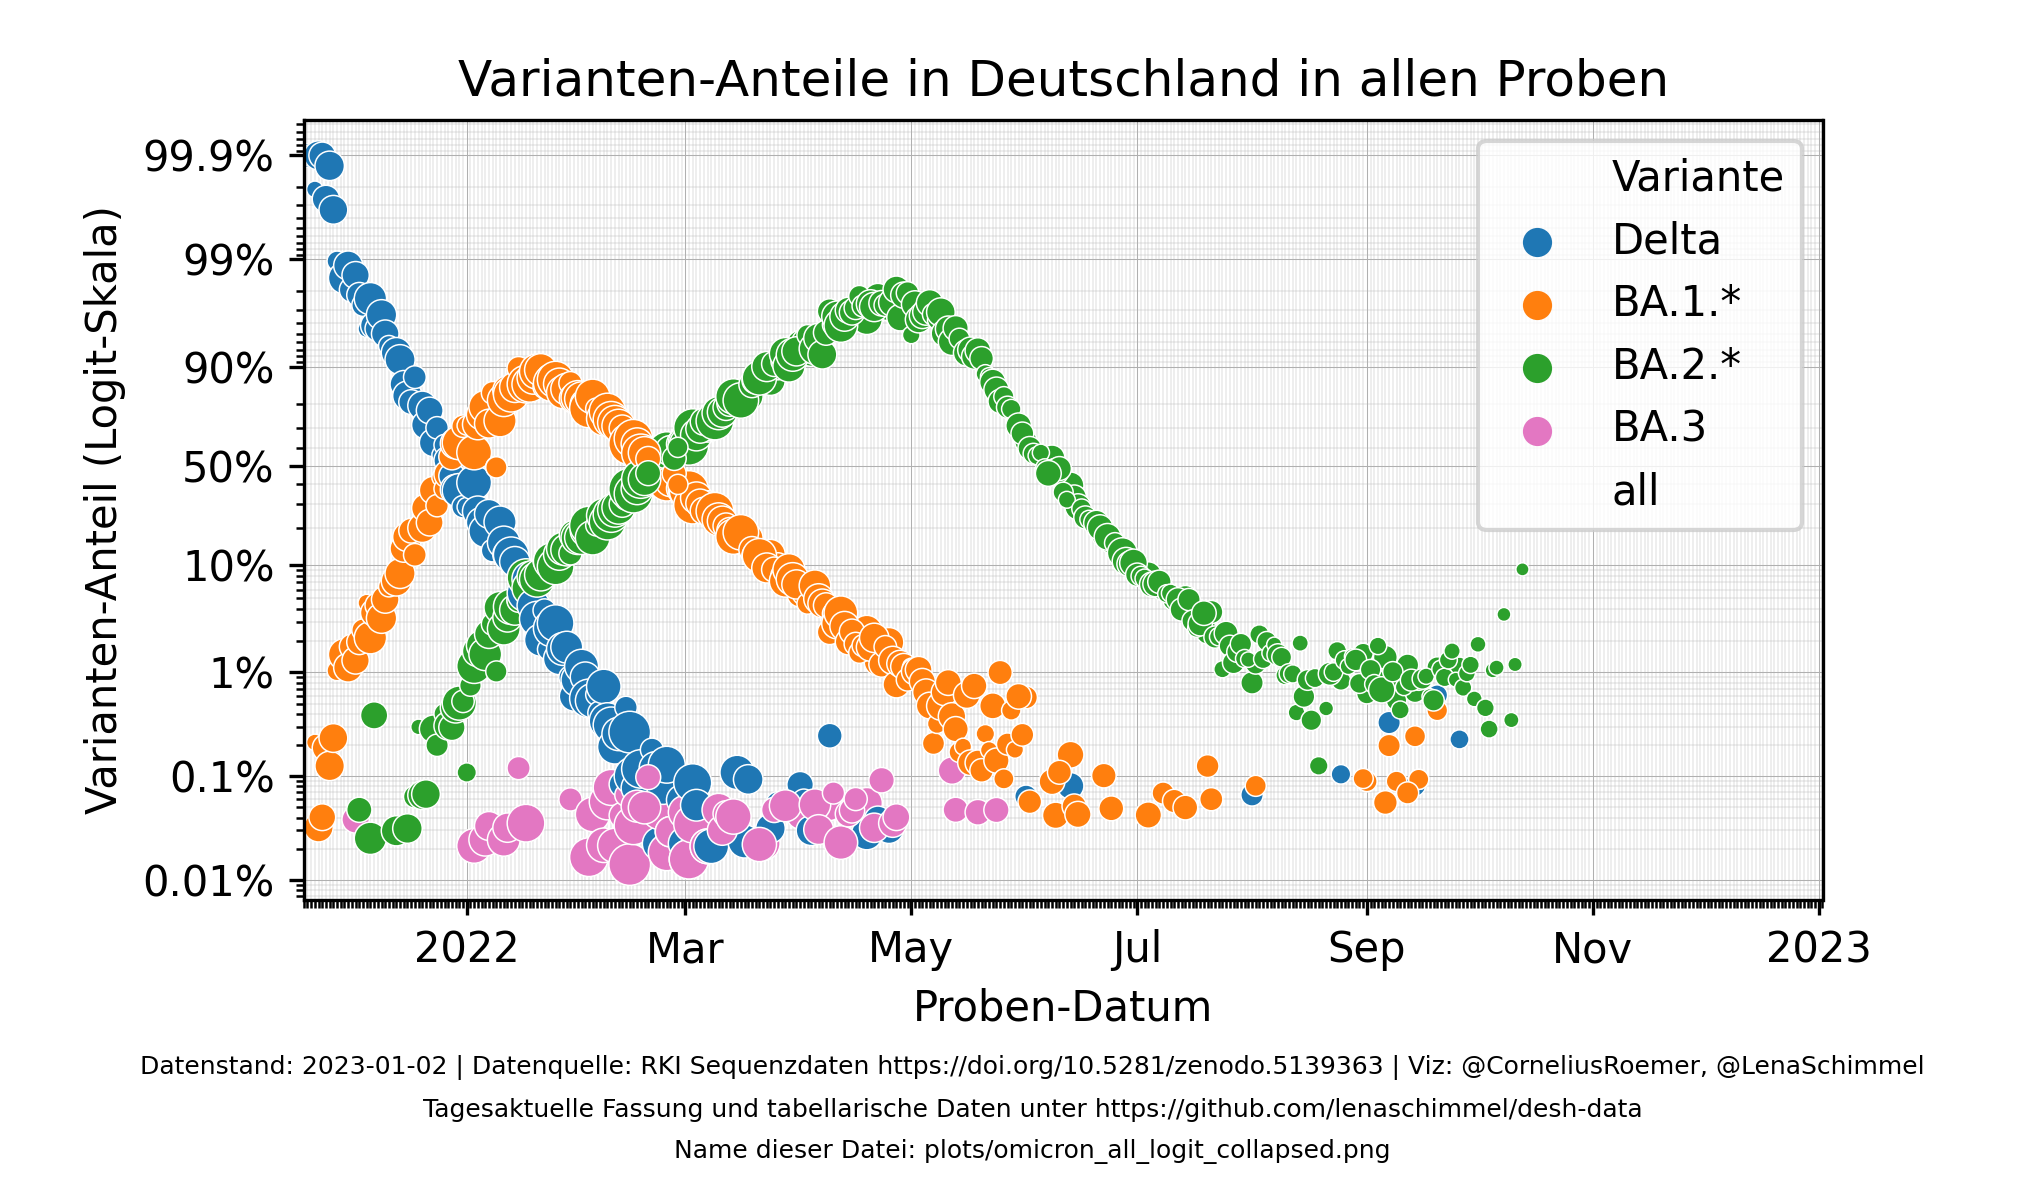 Varianten-Anteile in Deutschland in allen Proben
Varianten-Anteil (Logit-Skala)
99.9%
99%
90%
50%
10%
1%
0.1%
0.01%
Variante
Delta
BA.1.*
BA.2.*
BA.3
all
2022 Mar May Jul Sep Nov 2023
Proben-Datum
Datenstand: 2023-01-02 | Datenquelle: RKI Sequenzdaten https://doi.org/10.5281/zenodo.5139363 | Viz: @CorneliusRoemer, @LenaSchimmel
Tagesaktuelle Fassung und tabellarische Daten unter https://github.com/lenaschimmel/desh-data
Name dieser Datei: plots/omicron_all_logit_collapsed.png